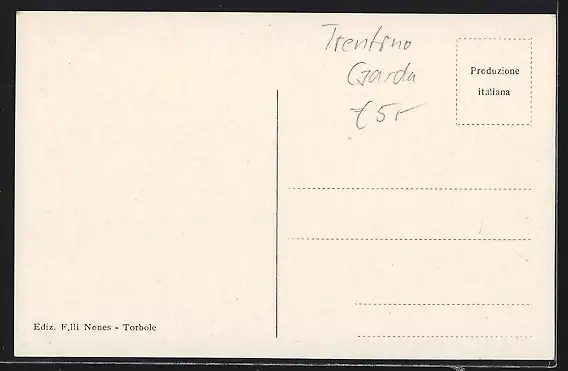 Trentino
Garda
€ 5,-
Produzione
italiana
Ediz. F.lli Nones - Torbole